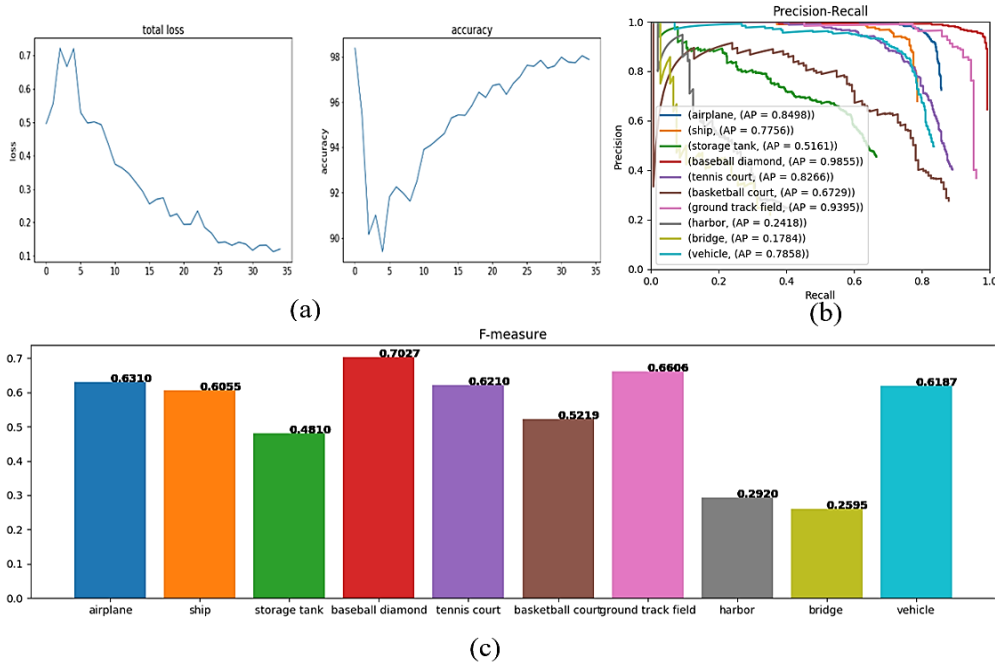 total loss
loss
0.7
0.6
0.5
0.4
0.3
0.2
0.1
0 5 10 15 20 25 30 35
accuracy
accuracy
98
96
94
92
90
0 5 10 15 20 25 30 35
(a)
Precision-Recall
Precision
1.0
0.8
0.6
0.4
0.2
0.0
(airplane, (AP = 0.8498))
(ship, (AP = 0.7756))
(storage tank, (AP = 0.5161))
(baseball diamond, (AP = 0.9855))
(tennis court, (AP = 0.8266))
(basketball court, (AP = 0.6729))
(ground track field, (AP = 0.9395))
(harbor, (AP = 0.2418))
(bridge, (AP = 0.1784))
(vehicle, (AP = 0.7858))
0.0 0.2 0.4 0.6 0.8 1.0
Recall
(b)
F-measure
0.7
0.6
0.5
0.4
0.3
0.2
0.1
0.0
0.6310 0.6055 0.4810 0.7027 0.6210 0.5219 0.6606 0.2920 0.2595 0.6187
airplane ship storage tank baseball diamond tennis court basketball court ground track field harbor bridge vehicle
(c)